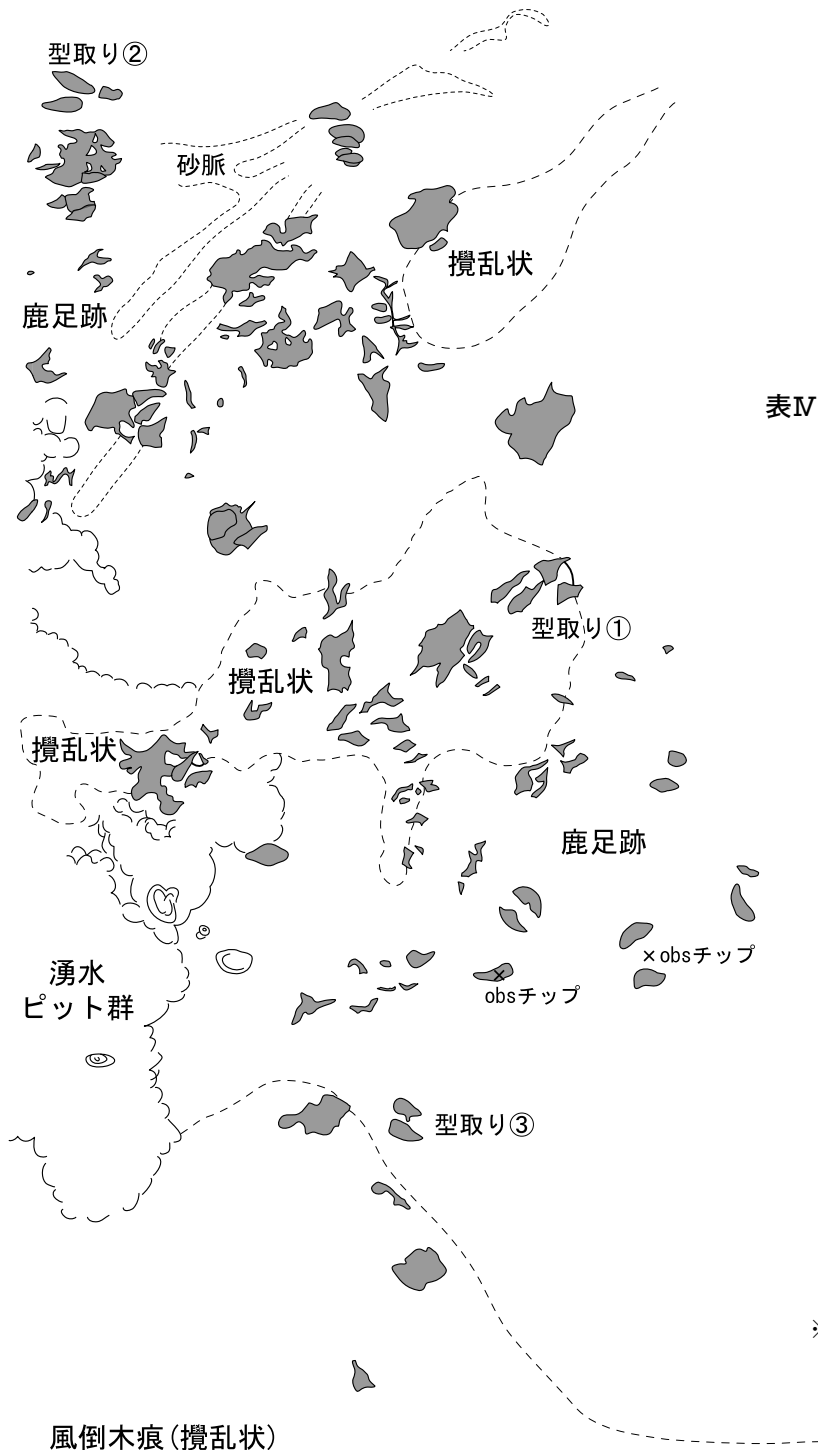 型取り②
砂脈
攪乱状
鹿足跡
表Ⅳ
型取り①
攪乱状
攪乱状
鹿足跡
×obsチップ
obsチップ
湧水
ピット群
型取り③
風倒木痕(攪乱状)